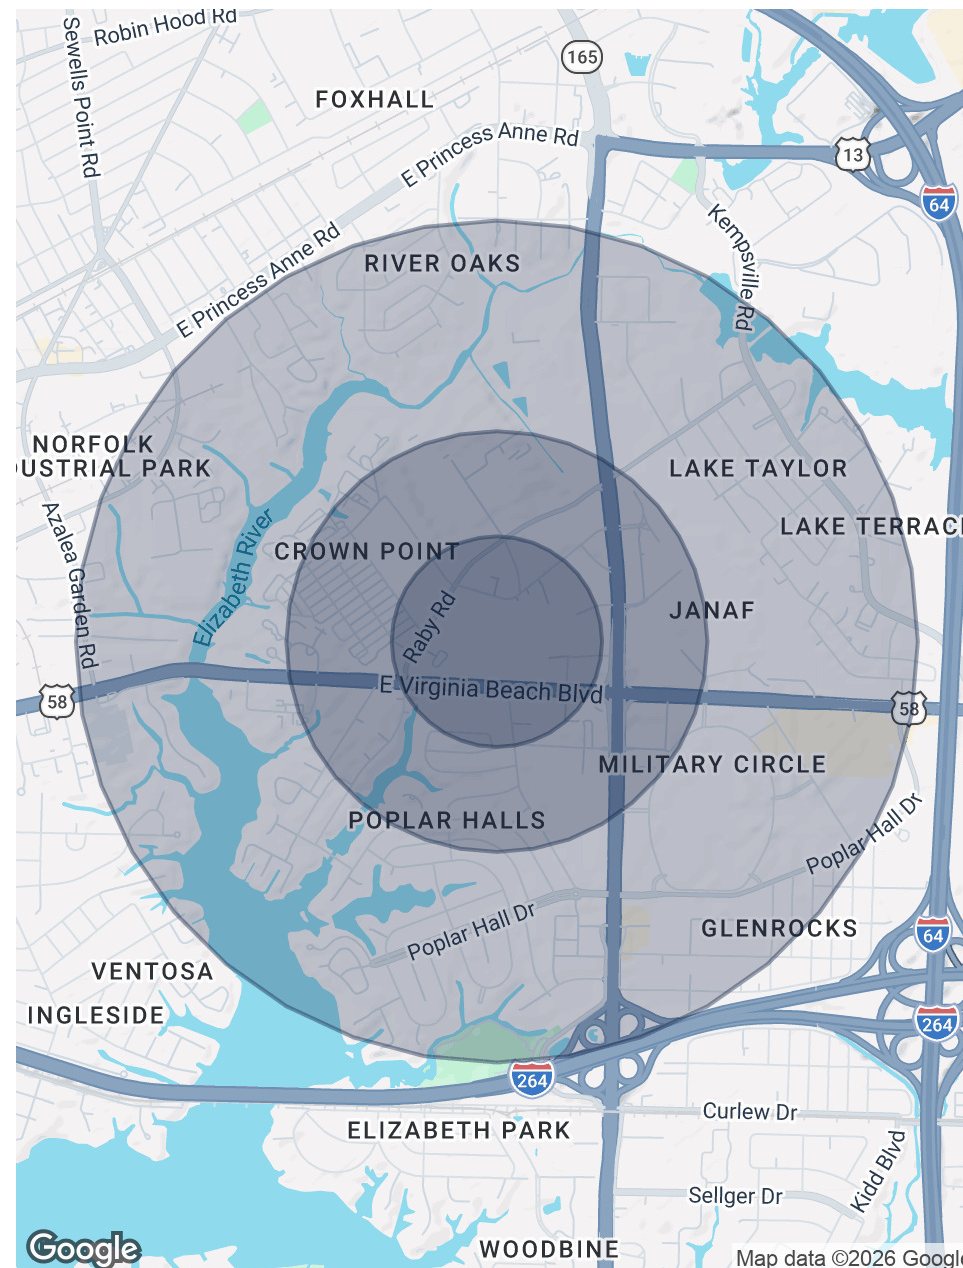 Robin Hood Rd
Sewells Point Rd
165
FOXHALL
E Princess Anne Rd
13
64
Kempsville Rd
E Princess Anne Rd
RIVER OAKS
NORFOLK
DUSTRIAL PARK
LAKE TAYLOR
Azalea Garden Rd
LAKE TERRAC
Elizabeth River
CROWN POINT
Raby Rd
JANAF
58
E Virginia Beach Blvd
58
MILITARY CIRCLE
POPLAR HALLS
Poplar Hall Dr
Poplar Hall Dr
GLENROCKS
64
VENTOSA
INGLESIDE
264
264
Curlew Dr
ELIZABETH PARK
Kidd Blvd
Sellger Dr
WOODBINE
Google
Map data ©2026 Google